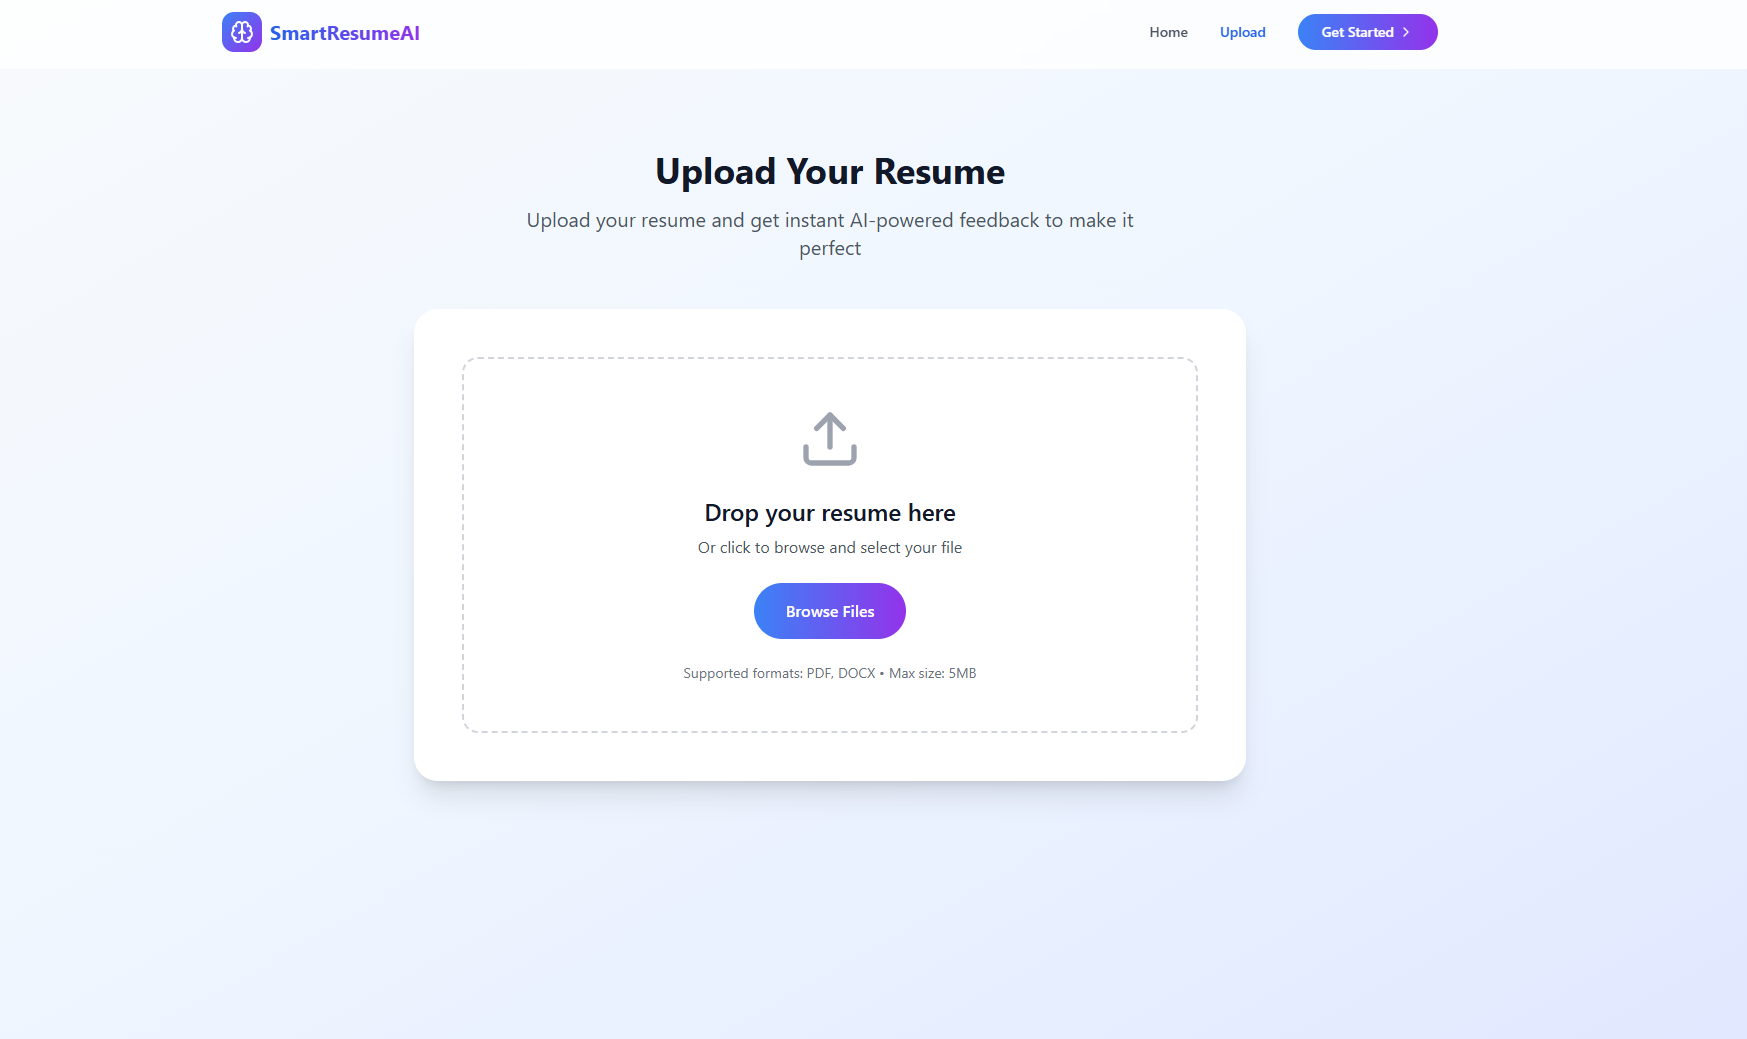 SmartResumeAI
Home
Upload
Get Started
Upload Your Resume
Upload your resume and get instant AI-powered feedback to make it
perfect
Drop your resume here
Or click to browse and select your file
Browse Files
Supported formats: PDF, DOCX • Max size: 5MB